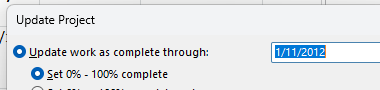 Update Project
Update work as complete through:
1/11/2012
Set 0% - 100% complete